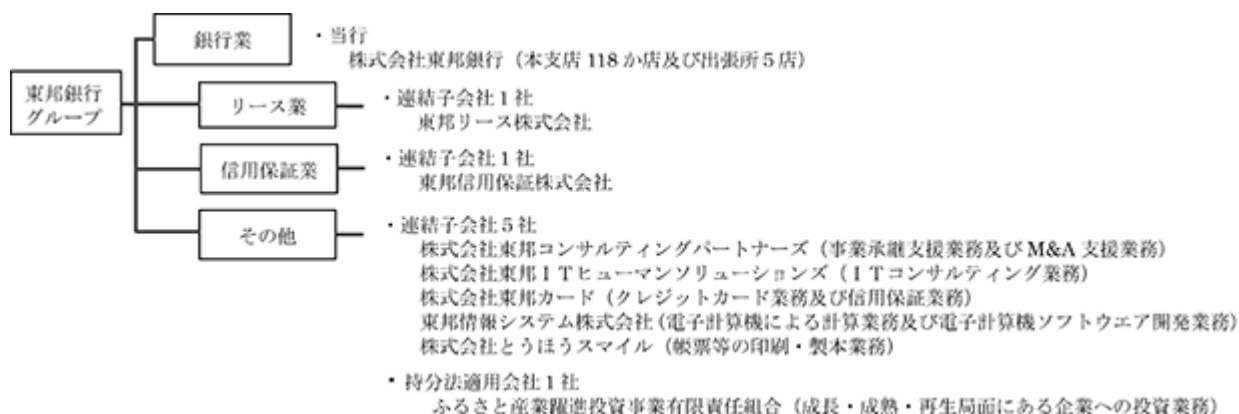 銀行業
・当行
株式会社東邦銀行（本支店 118 か店及び出張所５店）
東邦銀行
グループ
リース業
・連結子会社１社
東邦リース株式会社
信用保証業
・連結子会社１社
東邦信用保証株式会社
その他
・連結子会社５社
株式会社東邦コンサルティングパートナーズ（事業承継支援業務及び M&A 支援業務）
株式会社東邦ＩＴヒューマンソリューションズ（ＩＴコンサルティング業務）
株式会社東邦カード（クレジットカード業務及び信用保証業務）
東邦情報システム株式会社（電子計算機による計算業務及び電子計算機ソフトウエア開発業務）
株式会社とうほうスマイル（帳票等の印刷・製本業務）
・持分法適用会社１社
ふるさと産業躍進投資事業有限責任組合（成長・成熟・再生局面にある企業への投資業務）